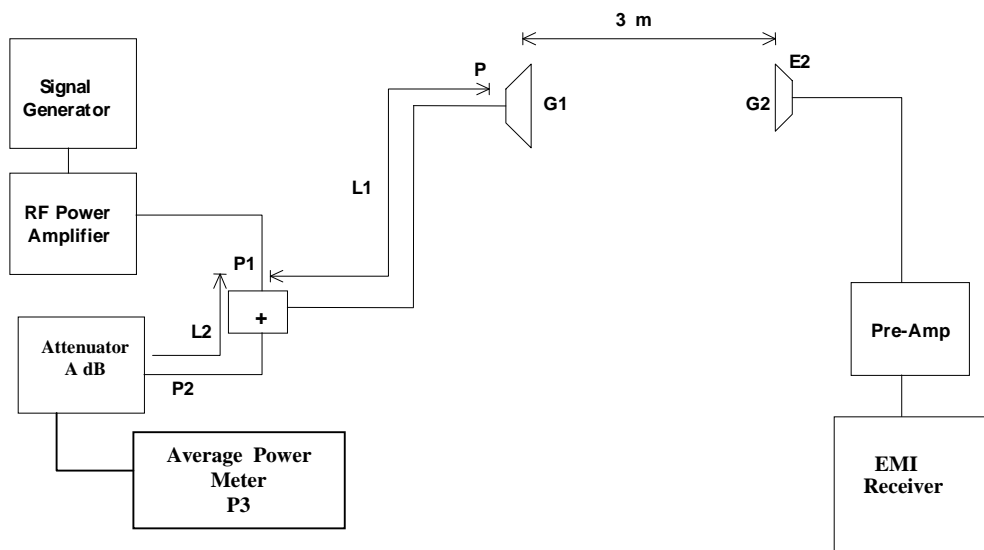 3 m
P
E2
Signal
Generator
G1
G2
L1
RF Power
Amplifier
P1
+
L2
Pre-Amp
Attenuator
A dB
P2
Average Power
Meter
P3
EMI
Receiver